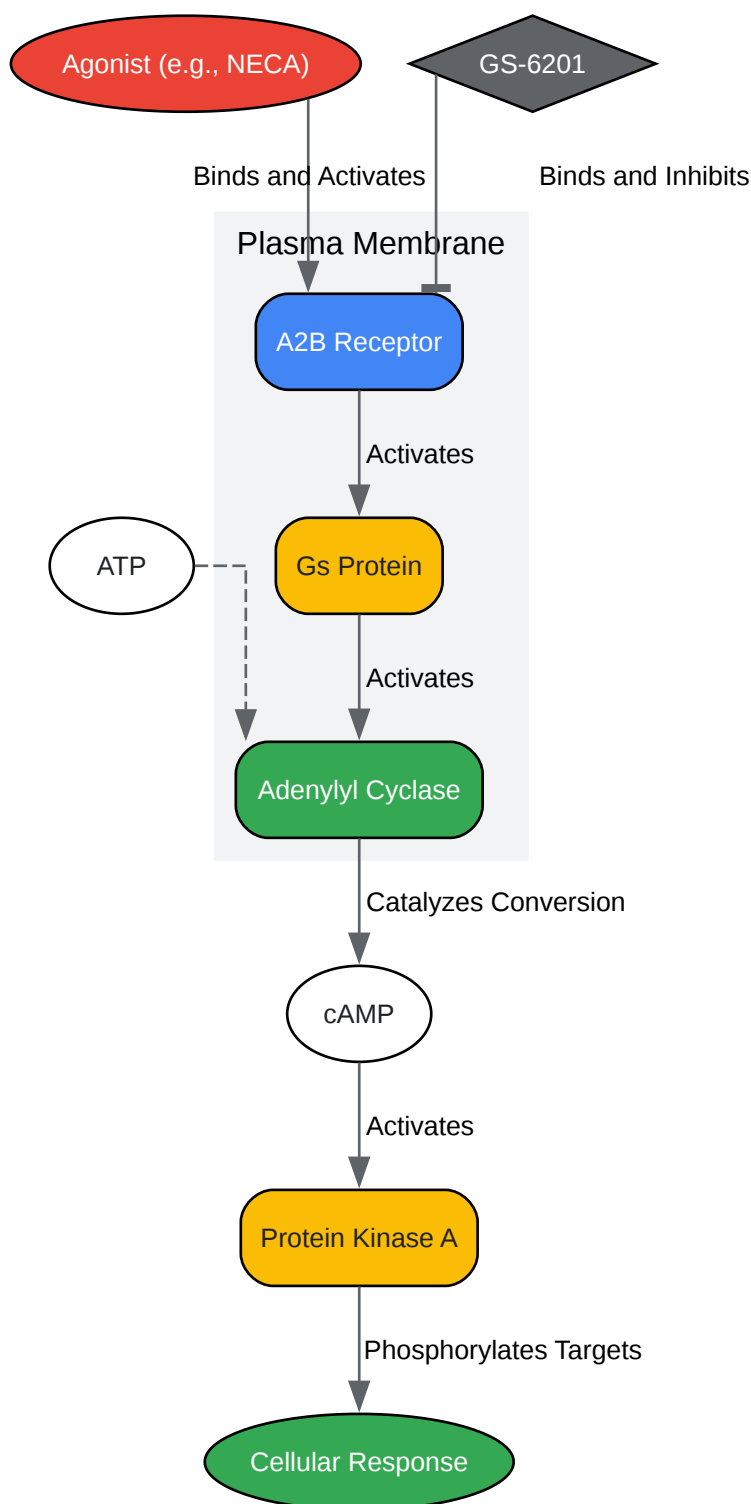 Agonist (e.g., NECA)
GS-6201
Binds and Activates
Binds and Inhibits
Plasma Membrane
A2B Receptor
Activates
ATP
Gs Protein
Activates
Adenylyl Cyclase
Catalyzes Conversion
cAMP
Activates
Protein Kinase A
Phosphorylates Targets
Cellular Response